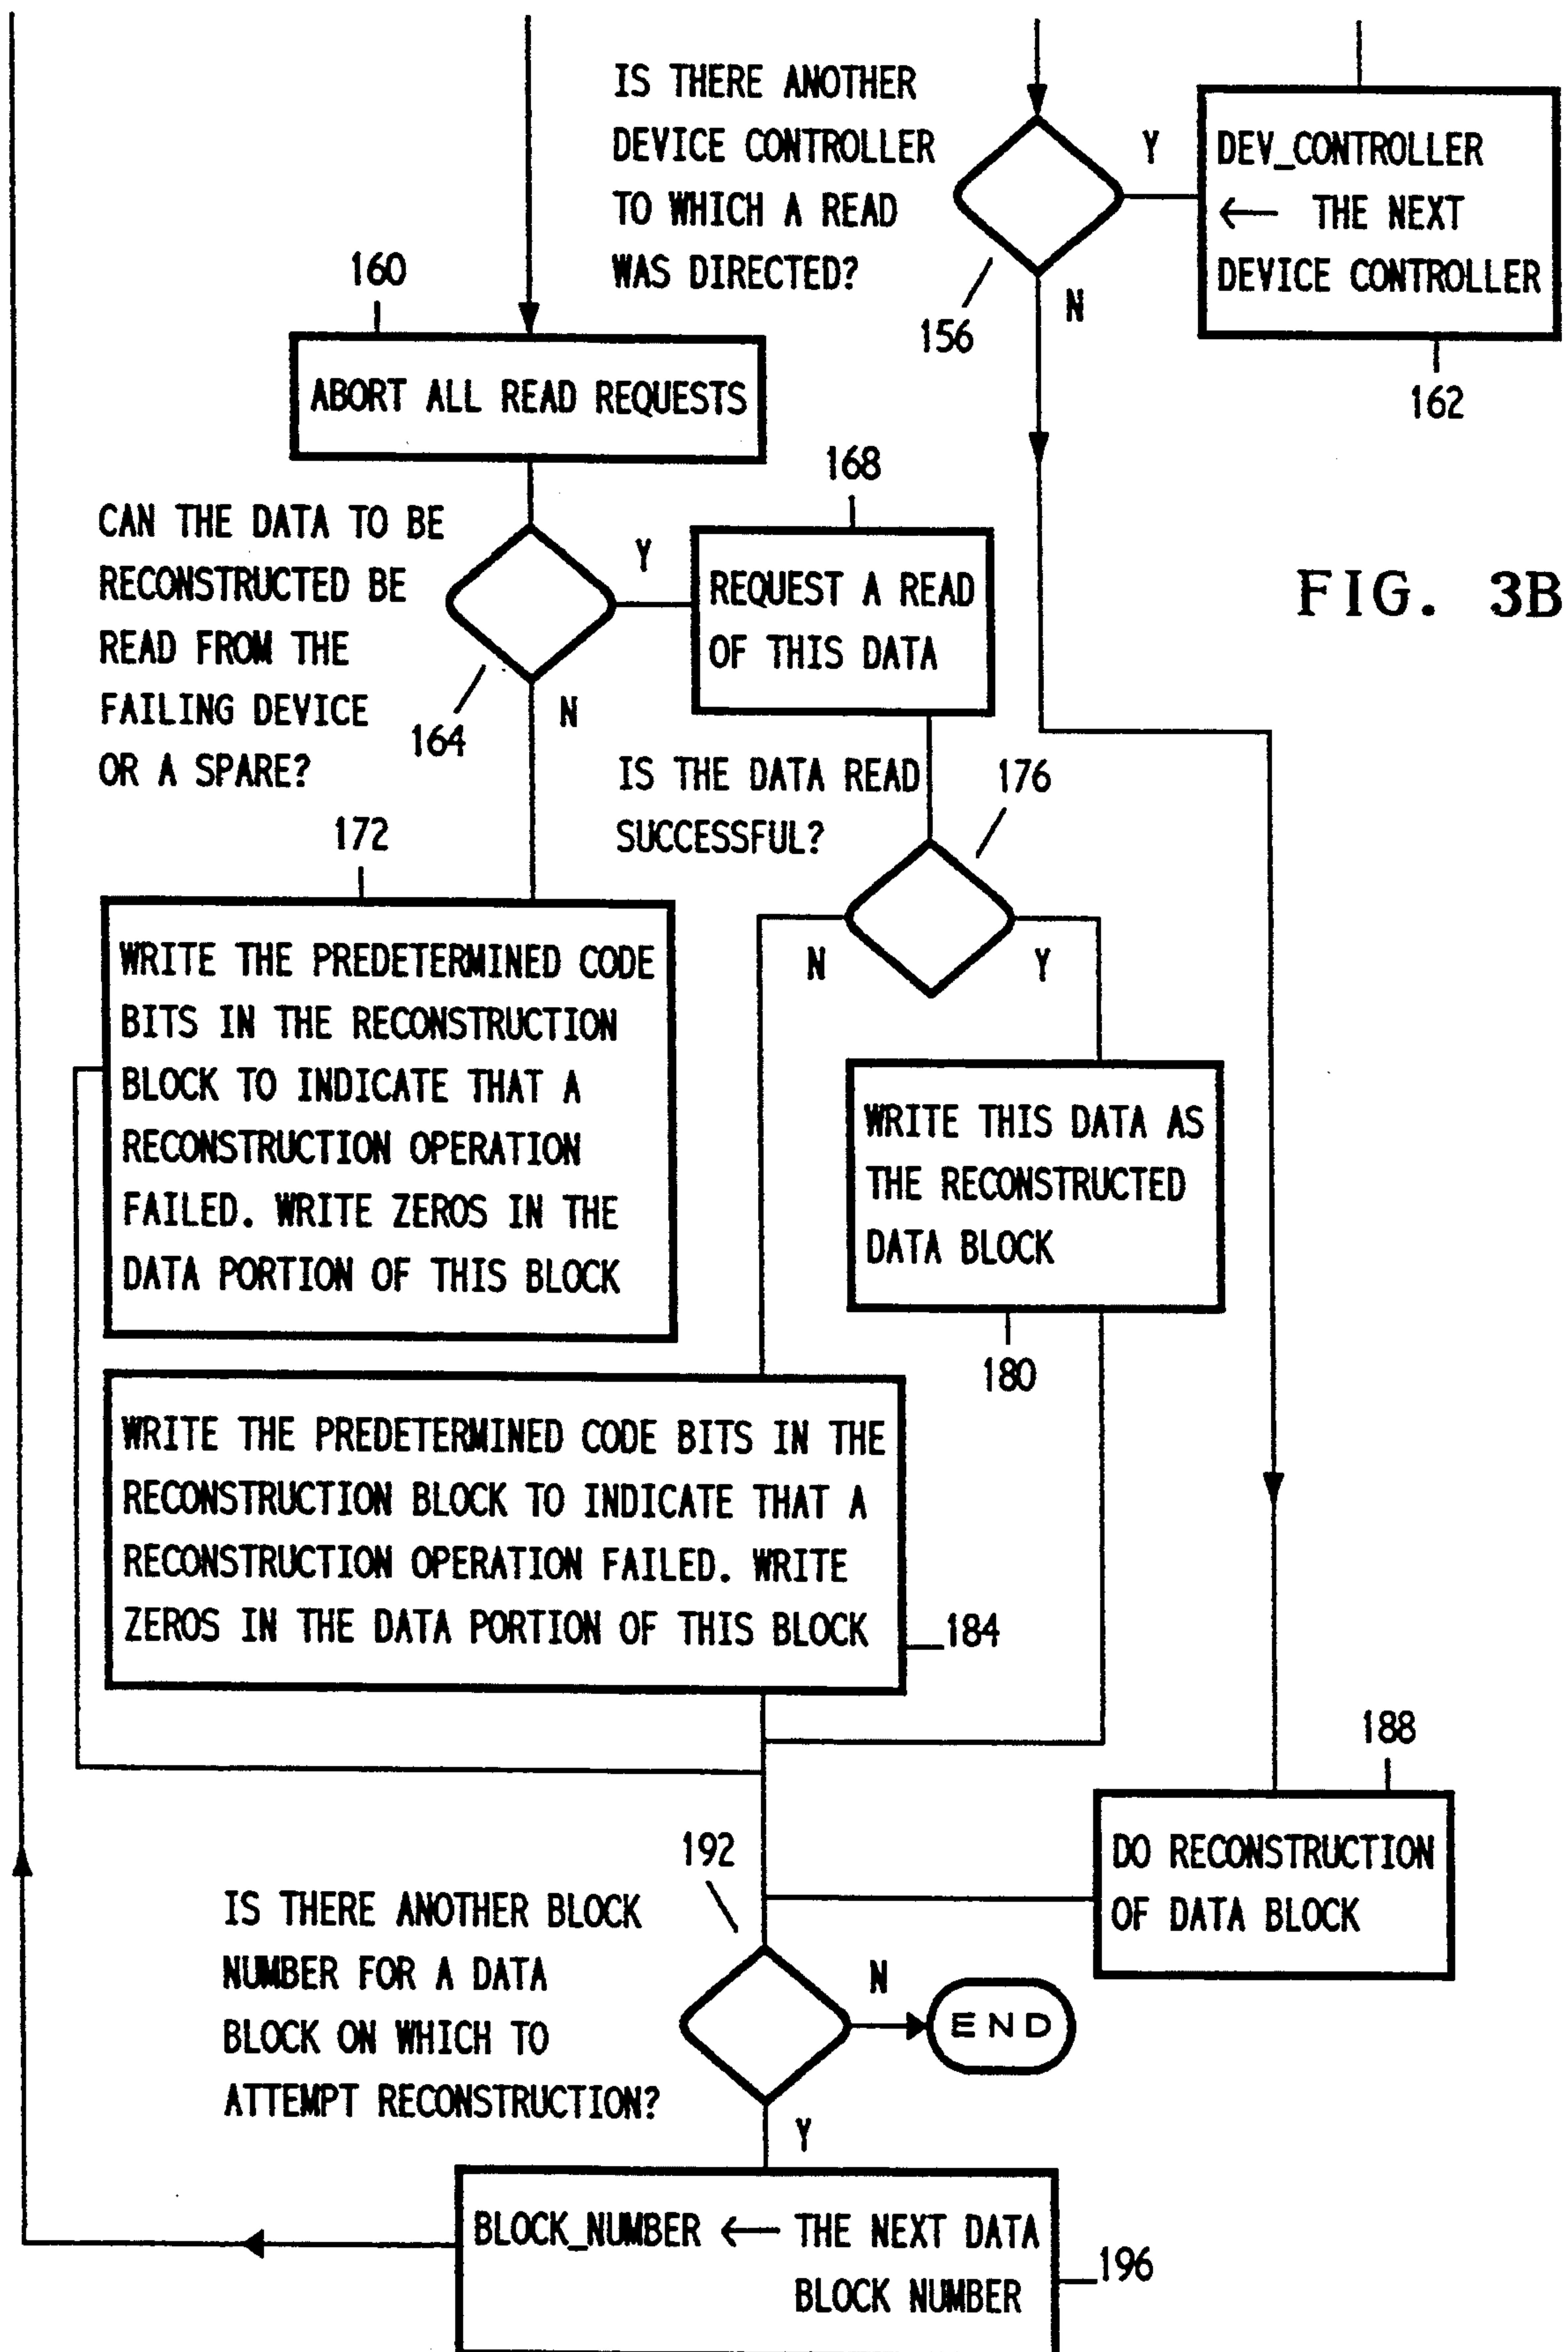 IS THERE ANOTHER
DEVICE CONTROLLER
TO WHICH A READ
WAS DIRECTED?
Y
N
156
DEV_CONTROLLER
← THE NEXT
DEVICE CONTROLLER
162
160
ABORT ALL READ REQUESTS
FIG. 3B
CAN THE DATA TO BE
RECONSTRUCTED BE
READ FROM THE
FAILING DEVICE
OR A SPARE?
164
Y
N
168
REQUEST A READ
OF THIS DATA
IS THE DATA READ
SUCCESSFUL?
176
N
Y
172
WRITE THE PREDETERMINED CODE
BITS IN THE RECONSTRUCTION
BLOCK TO INDICATE THAT A
RECONSTRUCTION OPERATION
FAILED. WRITE ZEROS IN THE
DATA PORTION OF THIS BLOCK
WRITE THIS DATA AS
THE RECONSTRUCTED
DATA BLOCK
180
WRITE THE PREDETERMINED CODE BITS IN THE
RECONSTRUCTION BLOCK TO INDICATE THAT A
RECONSTRUCTION OPERATION FAILED. WRITE
ZEROS IN THE DATA PORTION OF THIS BLOCK
184
188
DO RECONSTRUCTION
OF DATA BLOCK
192
IS THERE ANOTHER BLOCK
NUMBER FOR A DATA
BLOCK ON WHICH TO
ATTEMPT RECONSTRUCTION?
N
END
Y
BLOCK_NUMBER ← THE NEXT DATA
BLOCK NUMBER
196